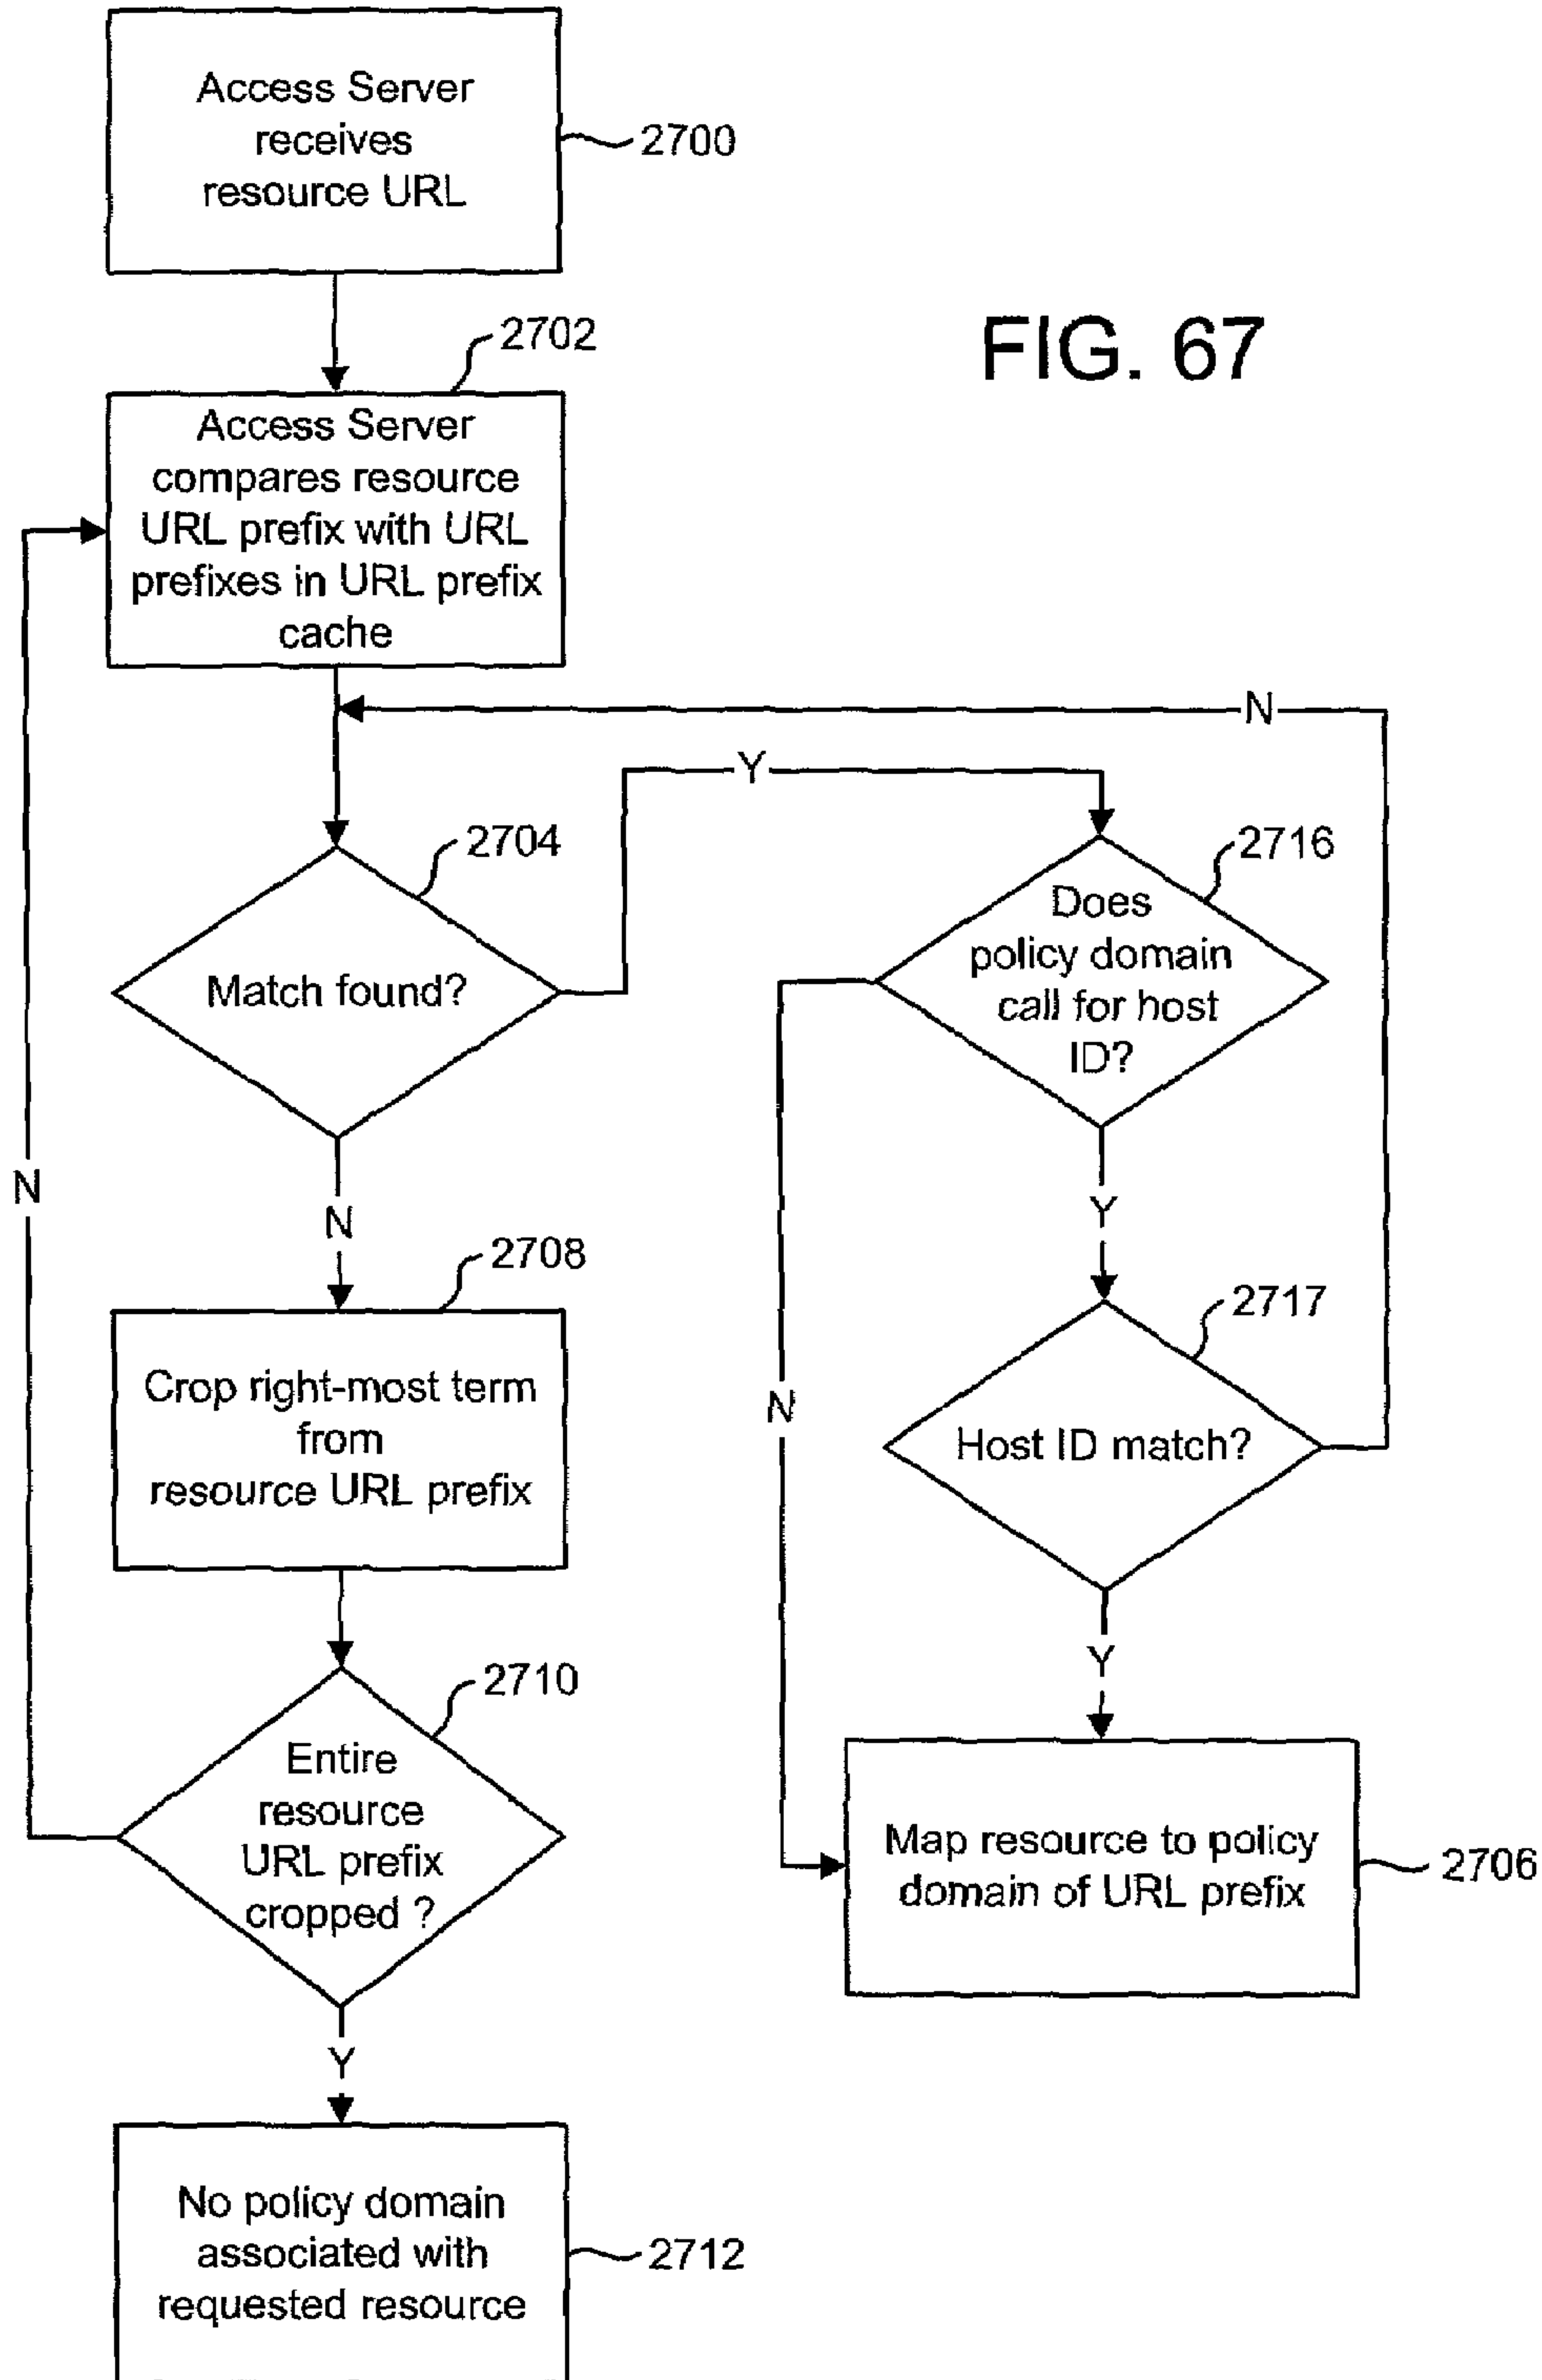 Access Server
receives
resource URL
2700
2702
FIG. 67
Access Server
compares resource
URL prefix with URL
prefixes in URL prefix
cache
N
Y
2704
Match found?
2716
Does
policy domain
call for host
ID?
N
N
Y
2708
Crop right-most term
from
resource URL prefix
2717
Host ID match?
N
Y
2710
Entire
resource
URL prefix
cropped ?
Map resource to policy
domain of URL prefix
2706
Y
No policy domain
associated with
requested resource
2712